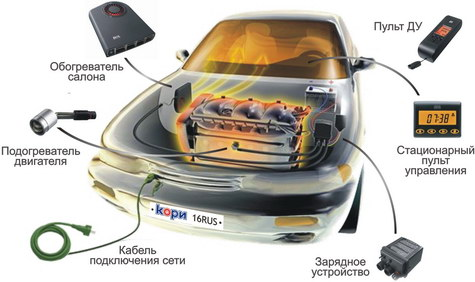 Обогреватель
салона
Пульт ДУ
Подогреватель
двигателя
07:38
Стационарный
пульт
управления
кори 16RUS
Кабель
подключения сети
Зарядное
устройство